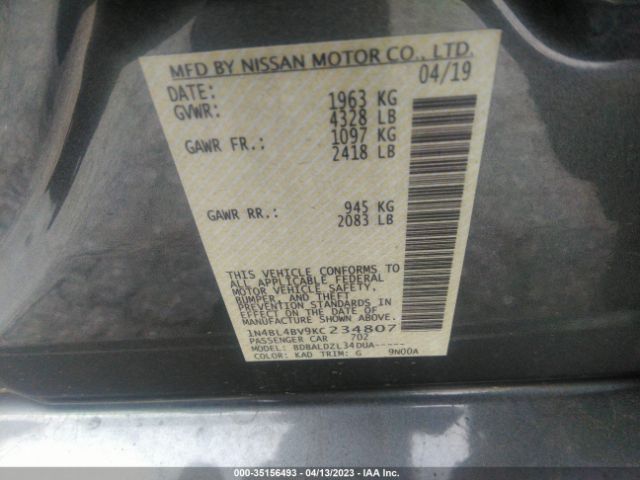 MFD BY NISSAN MOTOR CO., LTD.
DATE: 04/19
GVWR: 1963 KG
4328 LB
GAWR FR.: 1097 KG
2418 LB
GAWR RR.: 945 KG
2083 LB
THIS VEHICLE CONFORMS TO
ALL APPLICABLE FEDERAL
MOTOR VEHICLE SAFETY,
BUMPER, AND THEFT
PREVENTION STANDARDS IN
EFFECT ON THE DATE OF
MANUFACTURE SHOWN ABOVE.
1N4BL4BV9KC234807
PASSENGER CAR 702
MODEL: BDBALDZL34DUA-----
COLOR: KAD TRIM: G 9N00A
000-35156493 - 04/13/2023 - IAA Inc.